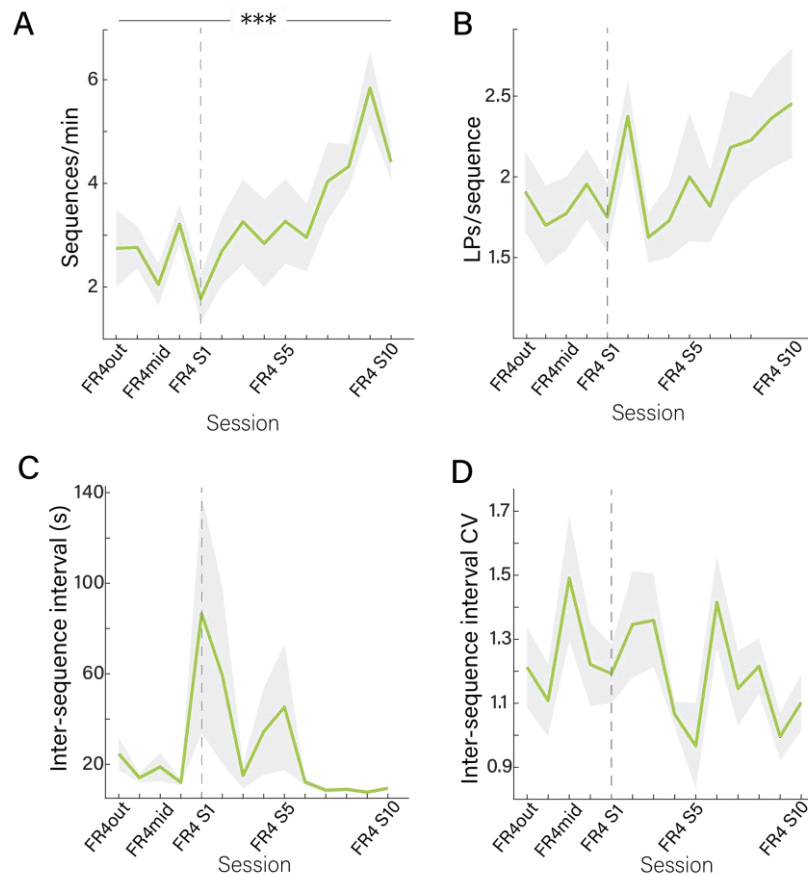 A
***
Sequences/min
6
4
2
FR4out
FR4mid
FR4 S1
FR4 S5
FR4 S10
Session
B
LPs/sequence
2.5
2
1.5
FR4out
FR4mid
FR4 S1
FR4 S5
FR4 S10
Session
C
Inter-sequence interval (s)
140
100
60
20
FR4out
FR4mid
FR4 S1
FR4 S5
FR4 S10
Session
D
Inter-sequence interval CV
1.7
1.5
1.3
1.1
0.9
FR4out
FR4mid
FR4 S1
FR4 S5
FR4 S10
Session